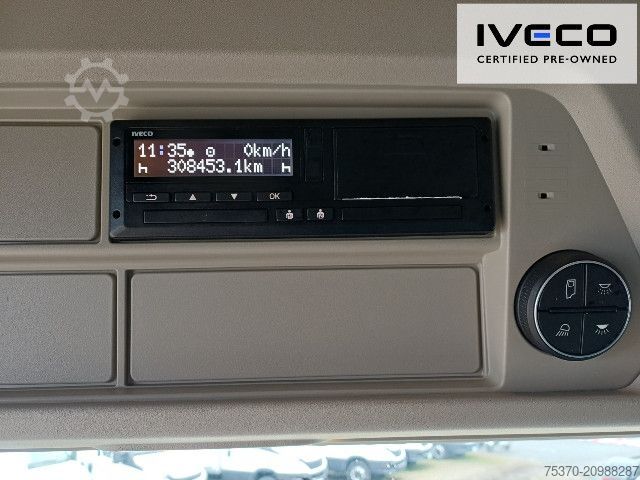 IVECO
CERTIFIED PRE-OWNED
IVECO
11:35 0km/h
308453.1km
OK
75370-20988287